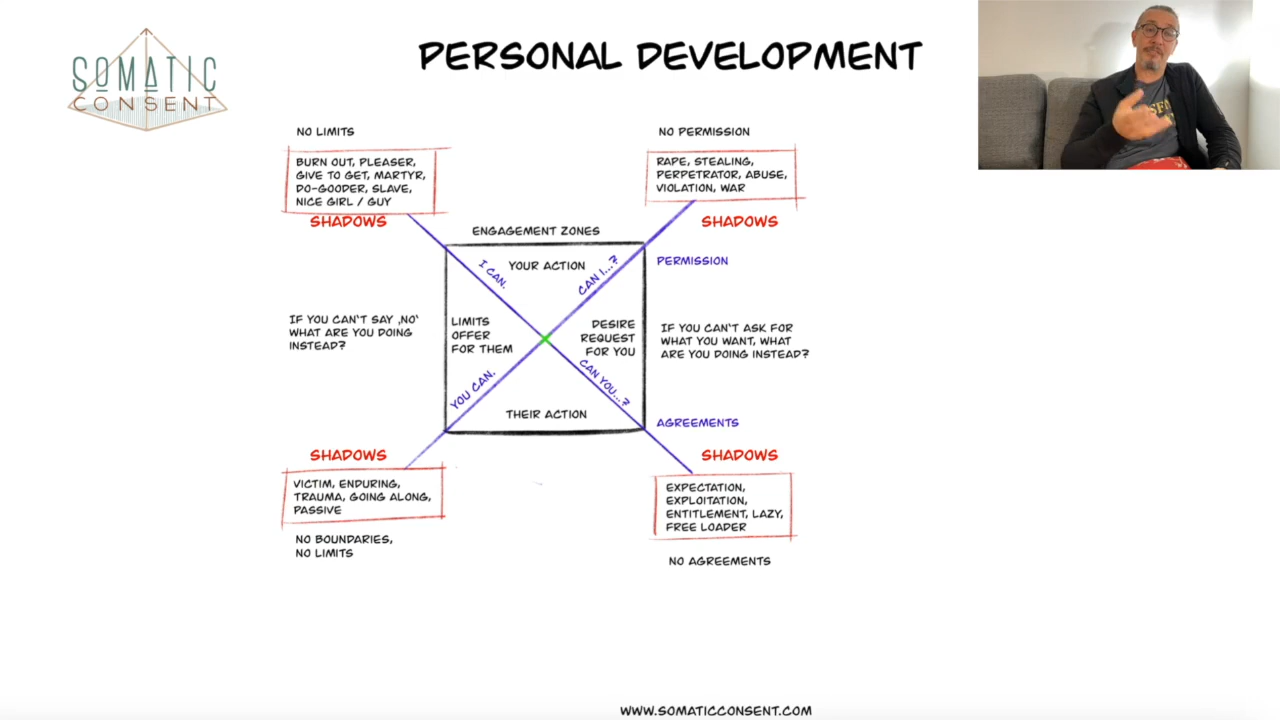 SOMATIC
CONSENT
PERSONAL DEVELOPMENT
NO LIMITS
BURN OUT, PLEASER,
GIVE TO GET, MARTYR,
DO-GOODER, SLAVE,
NICE GIRL / GUY
SHADOWS
NO PERMISSION
RAPE, STEALING,
PERPETRATOR, ABUSE,
VIOLATION, WAR
SHADOWS
ENGAGEMENT ZONES
YOUR ACTION
I CAN.
CAN I...?
PERMISSION
IF YOU CAN'T SAY ‚NO'
WHAT ARE YOU DOING
INSTEAD?
LIMITS
OFFER
FOR THEM
DESIRE
REQUEST
FOR YOU
IF YOU CAN'T ASK FOR
WHAT YOU WANT, WHAT
ARE YOU DOING INSTEAD?
YOU CAN.
CAN YOU...?
THEIR ACTION
AGREEMENTS
SHADOWS
VICTIM, ENDURING,
TRAUMA, GOING ALONG,
PASSIVE
NO BOUNDARIES,
NO LIMITS
SHADOWS
EXPECTATION,
EXPLOITATION,
ENTITLEMENT, LAZY,
FREE LOADER
NO AGREEMENTS
WWW.SOMATICCONSENT.COM